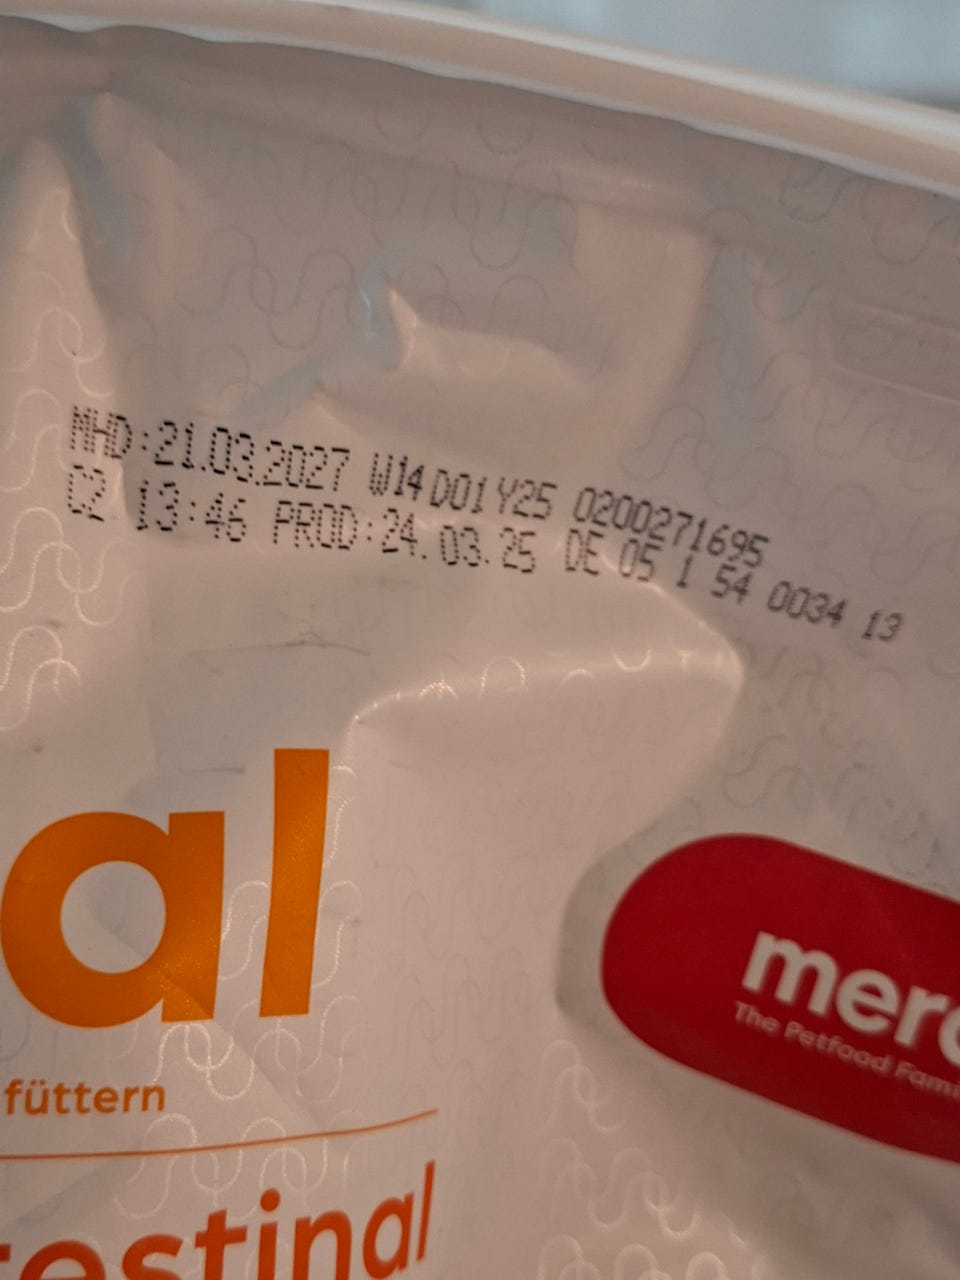 MHD:21.03.2027 W14D01Y25 0200271695
C2 13:46 PROD:24.03.25 DE 05 1 54 0034 13
al
füttern
testinal
mera
The Petfood Fami